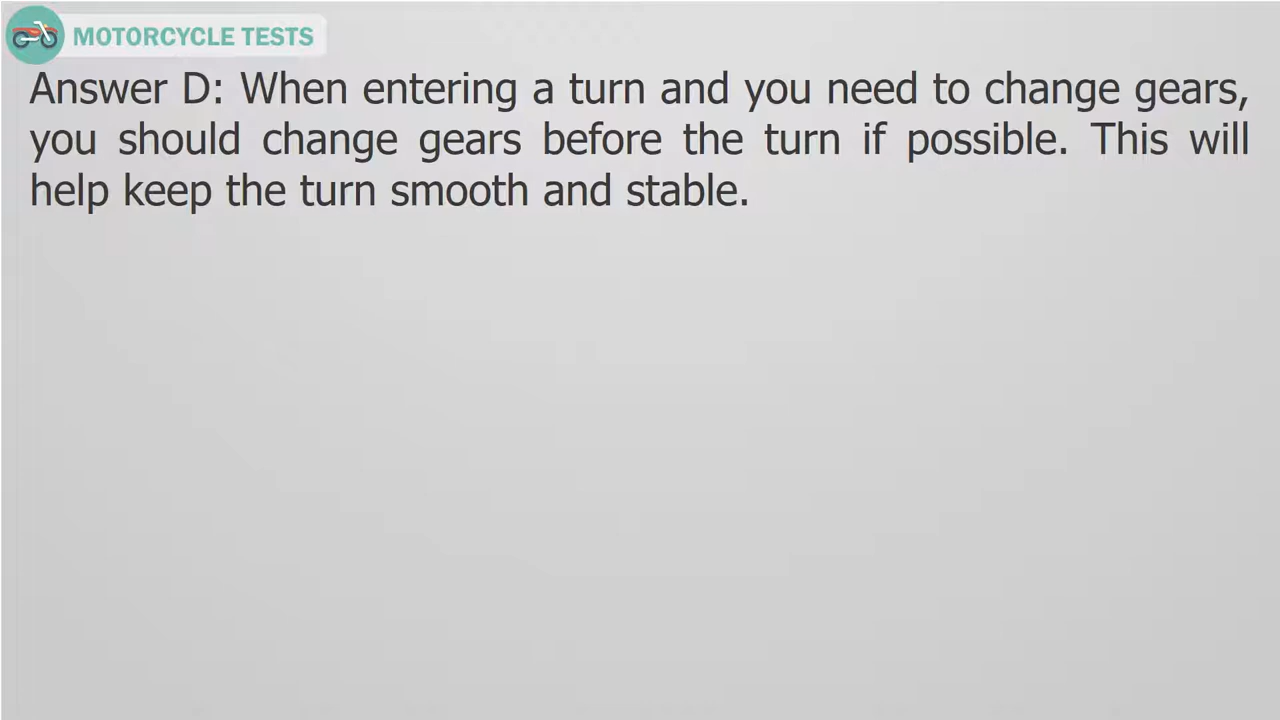 MOTORCYCLE TESTS
Answer D: When entering a turn and you need to change gears,
you should change gears before the turn if possible. This will
help keep the turn smooth and stable.